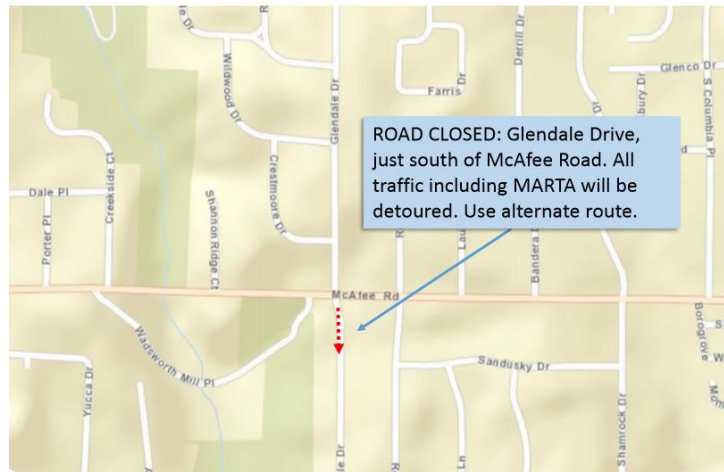 Wildwood Dr
Glendale Dr
Derrill Dr
Glenco Dr
S Columbia Pl
Farris
Dr
ROAD CLOSED: Glendale Drive,
just south of McAfee Road. All
traffic including MARTA will be
detoured. Use alternate route.
Crestmoore Dr
Dale Pl
Creekside Ct
Porter Pl
Shannon Ridge Ct
Bandera
McAfee Rd
Wadsworth Mill Pl
Sandusky Dr
Yucca Dr
Shamrock Dr
Ln